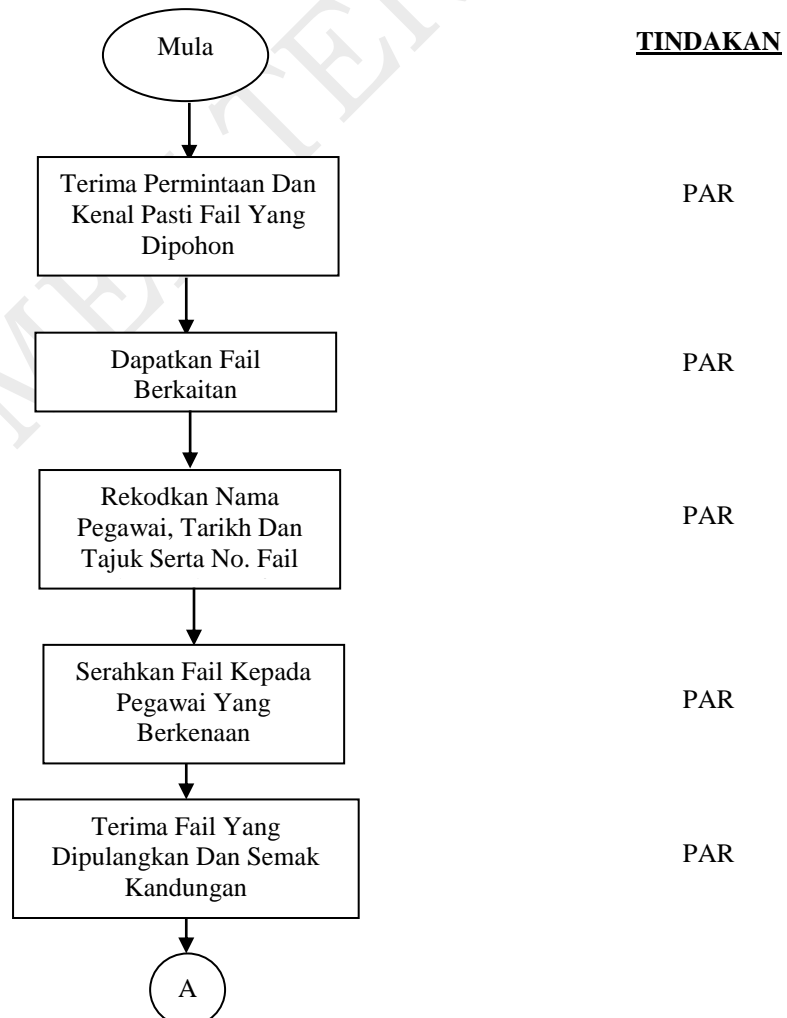 Mula
TINDAKAN
Terima Permintaan Dan
Kenal Pasti Fail Yang
Dipohon
PAR
Dapatkan Fail
Berkaitan
PAR
Rekodkan Nama
Pegawai, Tarikh Dan
Tajuk Serta No. Fail
PAR
Serahkan Fail Kepada
Pegawai Yang
Berkenaan
PAR
Terima Fail Yang
Dipulangkan Dan Semak
Kandungan
PAR
A